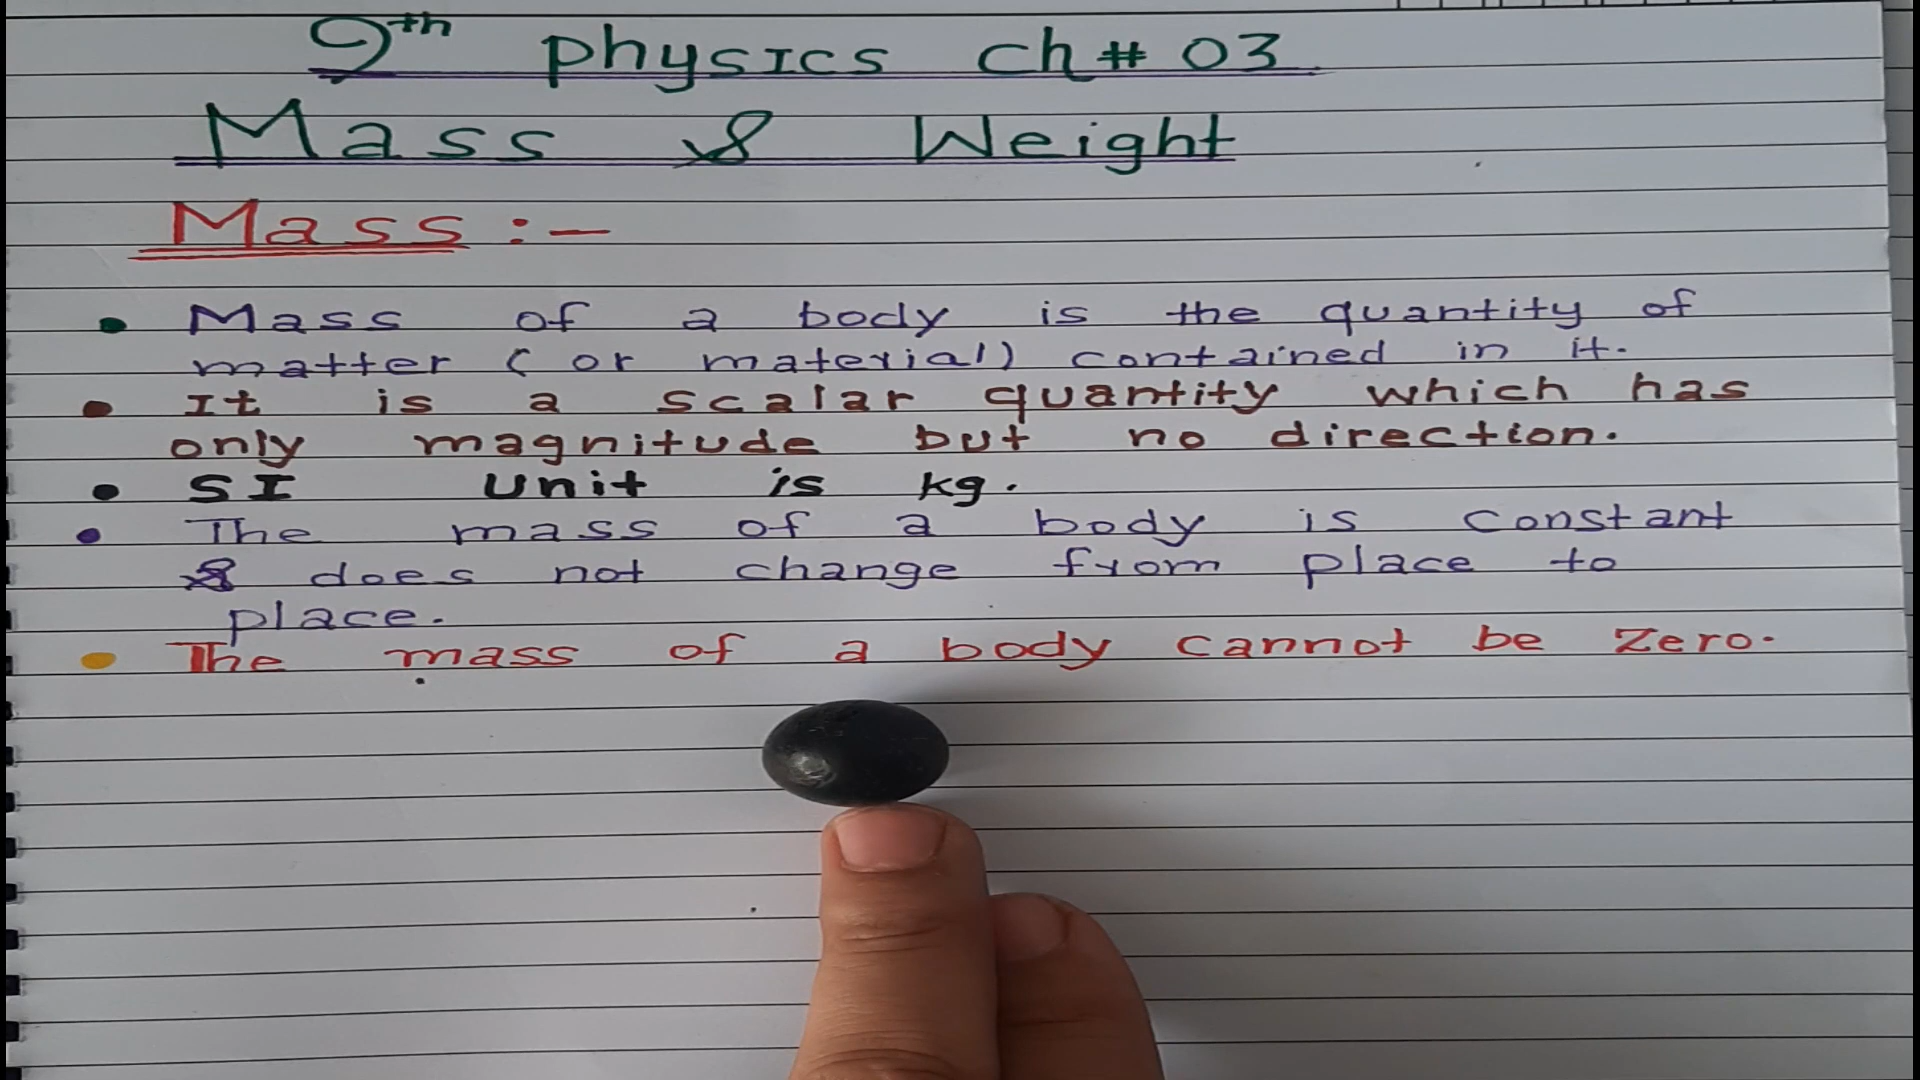 9th Physics Ch # 03
Mass & Weight
Mass :-
• Mass of a body is the quantity of
matter (or material) contained in it.
• It is a scalar quantity which has
only magnitude but no direction.
• SI Unit is kg.
• The mass of a body is constant
& does not change from place to
place.
• The mass of a body cannot be zero.